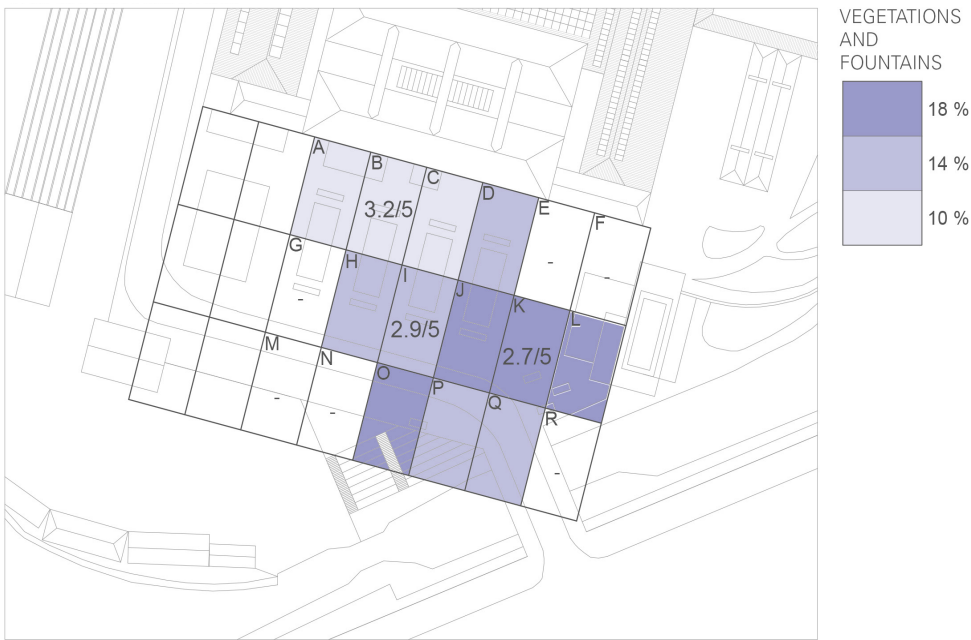 VEGETATIONS
AND
FOUNTAINS
18 %
14 %
10 %
A
B
C
D
E
F
3.2/5
-
-
G
H
I
J
K
L
-
2.9/5
2.7/5
M
N
O
P
Q
R
-
-
-